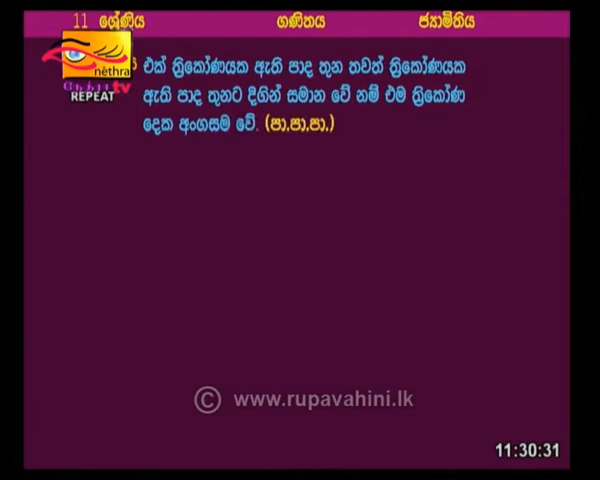 11 ශ්‍රේණිය ගණිතය ජ්‍යාමිතිය
එක් ත්‍රිකෝණයක ඇති පාද තුන තවත් ත්‍රිකෝණයක
ඇති පාද තුනට දිගින් සමාන වේ නම් එම ත්‍රිකෝණ
දෙක අංගසම වේ. (පා.පා.පා.)
nethra
நேத்ரா tv
REPEAT
© www.rupavahini.lk
11:30:31